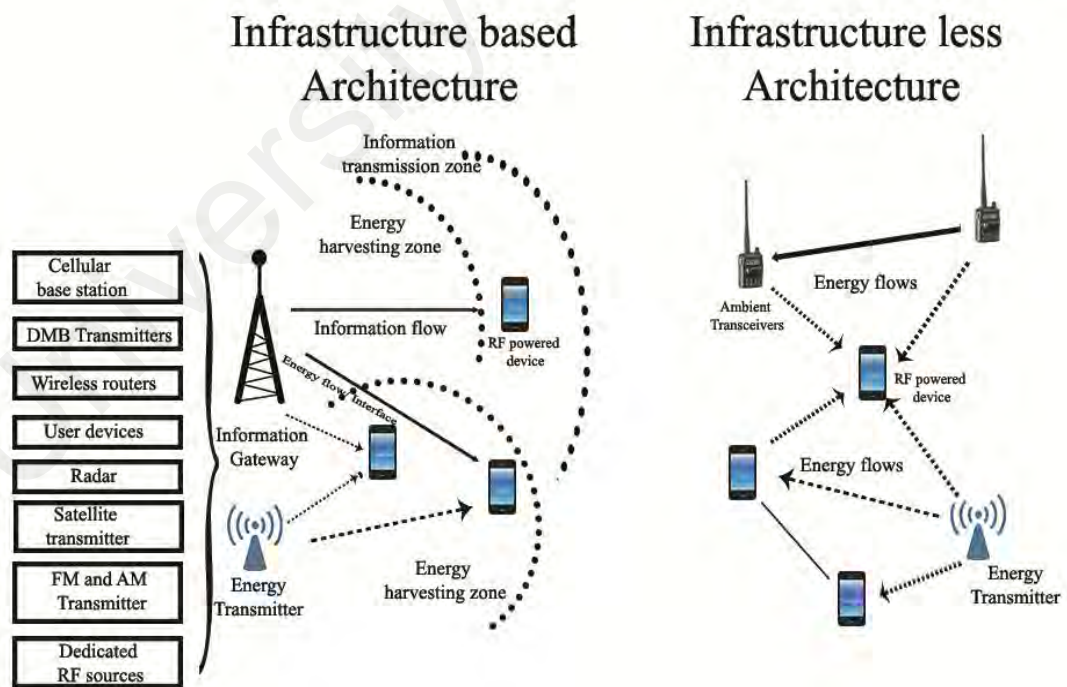 Infrastructure based
Architecture
Infrastructure less
Architecture
University
Information
transmission zone
Energy
harvesting zone
Cellular
base station
DMB Transmitters
Wireless routers
User devices
Radar
Satellite
transmitter
FM and AM
Transmitter
Dedicated
RF sources
Information flow
RF powered
device
Energy flow/ Interface
Information
Gateway
Energy
Transmitter
Energy
harvesting zone
Energy flows
Ambient
Transceivers
RF powered
device
Energy flows
Energy
Transmitter